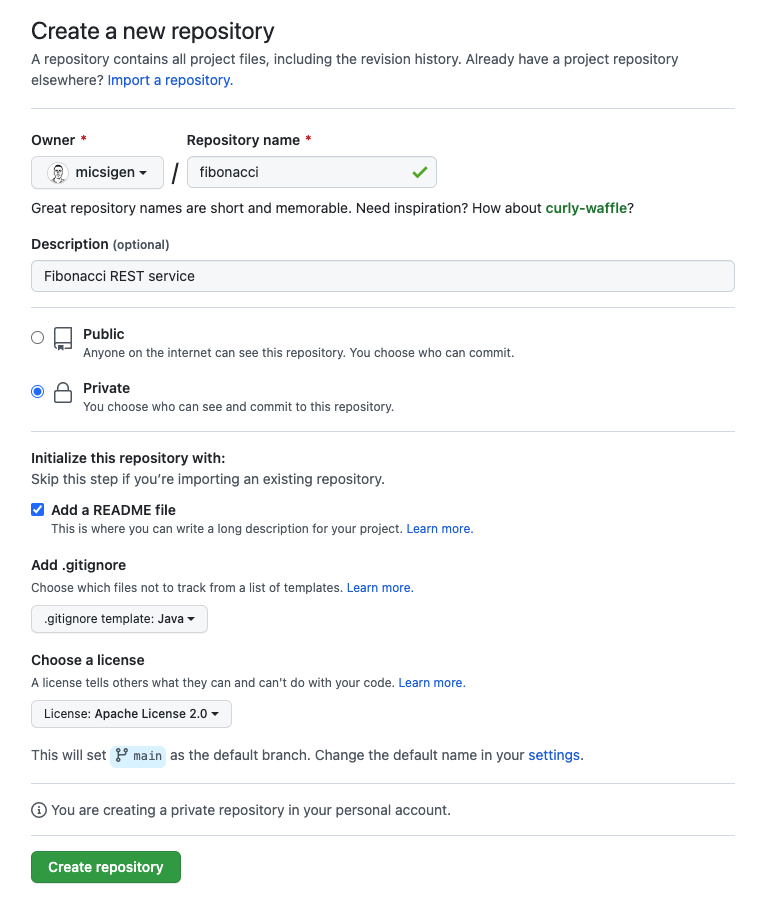 Create a new repository
A repository contains all project files, including the revision history. Already have a project repository
elsewhere? Import a repository.
Owner * Repository name *
micsigen / fibonacci
Great repository names are short and memorable. Need inspiration? How about curly-waffle?
Description (optional)
Fibonacci REST service
Public
Anyone on the internet can see this repository. You choose who can commit.
Private
You choose who can see and commit to this repository.
Initialize this repository with:
Skip this step if you’re importing an existing repository.
Add a README file
This is where you can write a long description for your project. Learn more.
Add .gitignore
Choose which files not to track from a list of templates. Learn more.
.gitignore template: Java
Choose a license
A license tells others what they can and can't do with your code. Learn more.
License: Apache License 2.0
This will set main as the default branch. Change the default name in your settings.
You are creating a private repository in your personal account.
Create repository